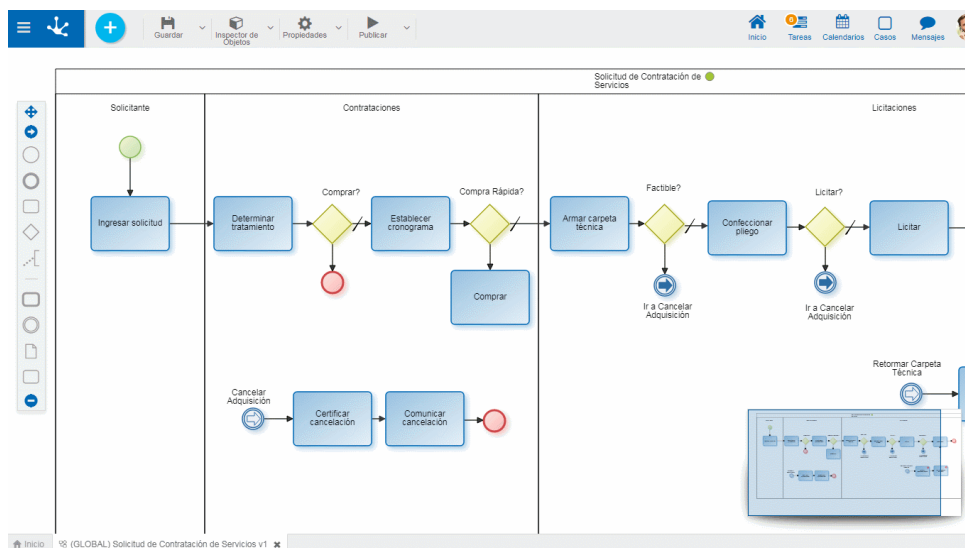 Guardar
Inspector de
Objetos
Propiedades
Publicar
Inicio
0
Tareas
Calendarios
Casos
Mensajes
Solicitud de Contratación de
Servicios
Solicitante
Contrataciones
Licitaciones
Ingresar solicitud
Determinar
tratamiento
Comprar?
Establecer
cronograma
Compra Rápida?
Comprar
Armar carpeta
técnica
Factible?
Confeccionar
pliego
Licitar?
Licitar
Ir a Cancelar
Adquisición
Ir a Cancelar
Adquisición
Cancelar
Adquisición
Certificar
cancelación
Comunicar
cancelación
Retormar Carpeta
Técnica
Inicio
(GLOBAL) Solicitud de Contratación de Servicios v1